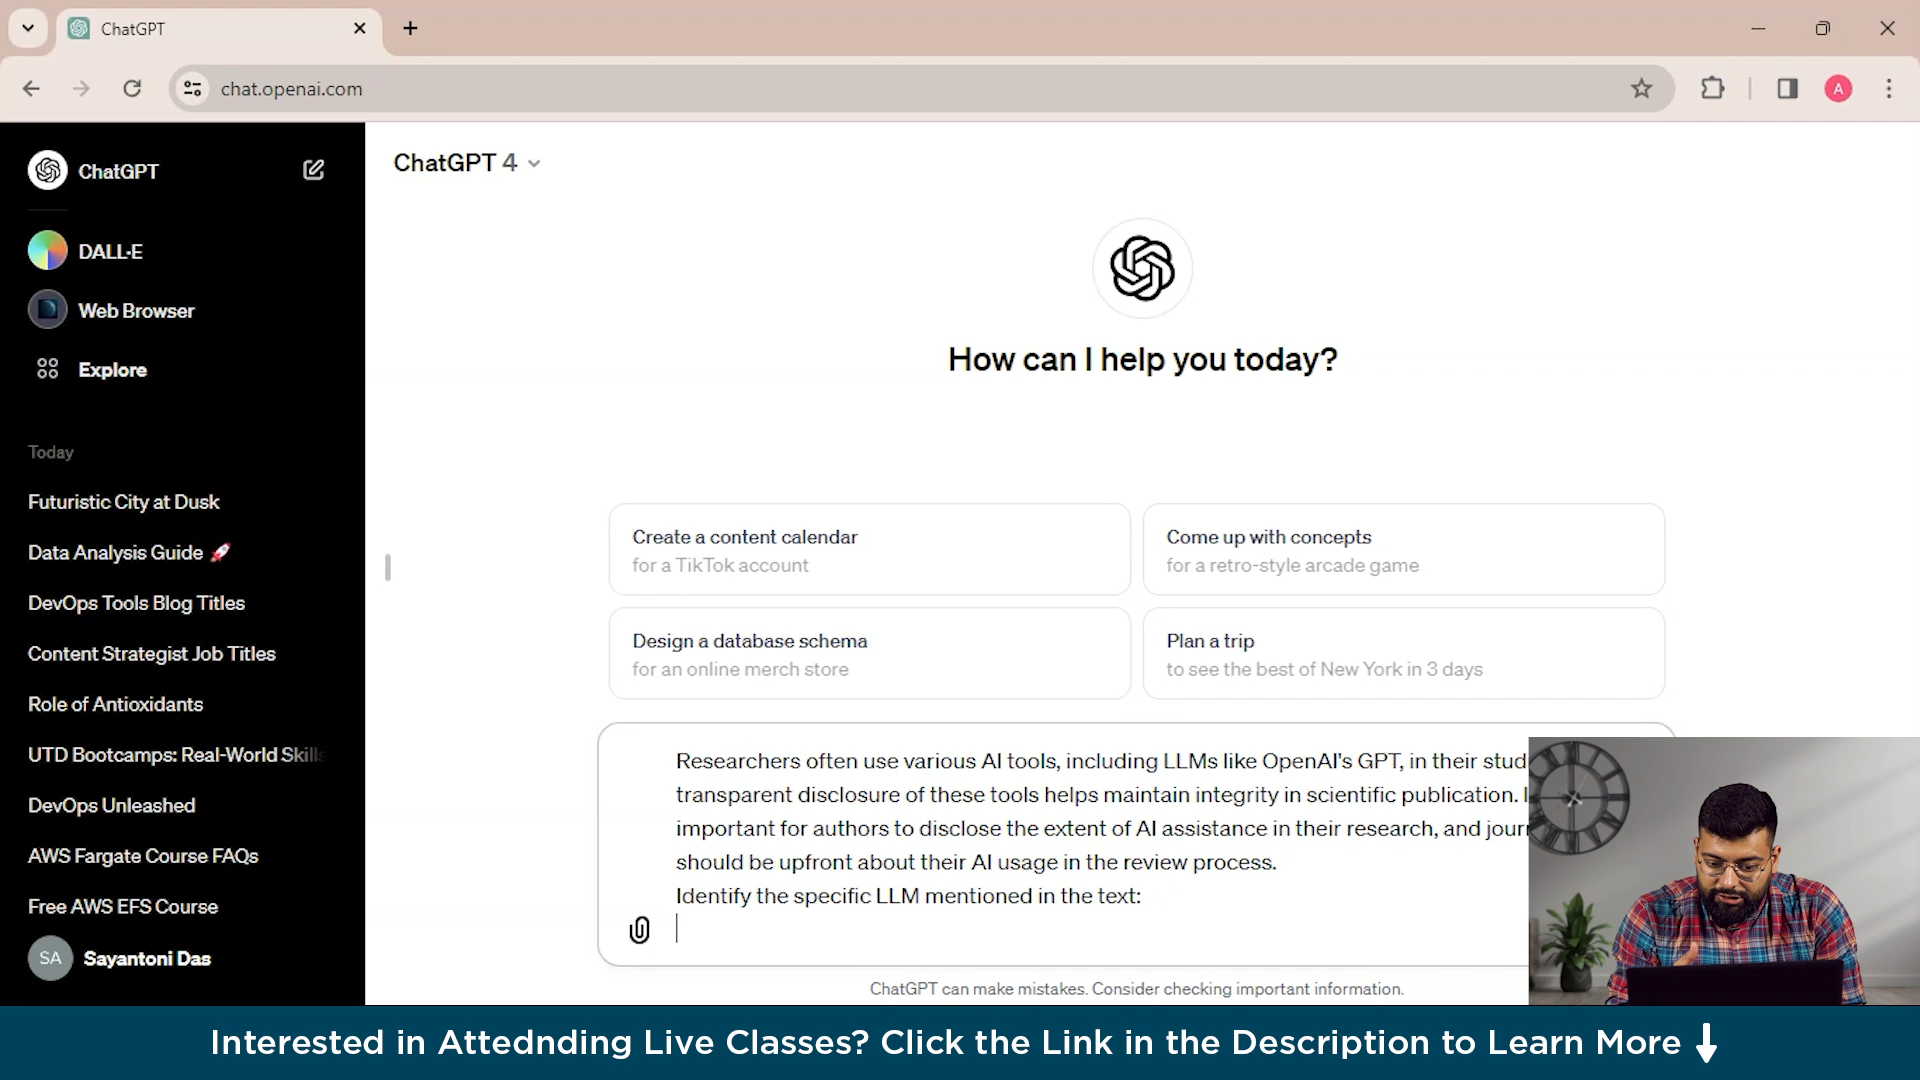 ChatGPT
chat.openai.com
A
ChatGPT
DALL·E
Web Browser
Explore
Today
Futuristic City at Dusk
Data Analysis Guide 🚀
DevOps Tools Blog Titles
Content Strategist Job Titles
Role of Antioxidants
UTD Bootcamps: Real-World Skills
DevOps Unleashed
AWS Fargate Course FAQs
Free AWS EFS Course
SA Sayantoni Das
ChatGPT 4
How can I help you today?
Create a content calendar
for a TikTok account
Come up with concepts
for a retro-style arcade game
Design a database schema
for an online merch store
Plan a trip
to see the best of New York in 3 days
Researchers often use various AI tools, including LLMs like OpenAI's GPT, in their
transparent disclosure of these tools helps maintain integrity in scientific publication.
important for authors to disclose the extent of AI assistance in their research, and
should be upfront about their AI usage in the review process.
Identify the specific LLM mentioned in the text:
ChatGPT can make mistakes. Consider checking important information.
Interested in Attednding Live Classes? Click the Link in the Description to Learn More